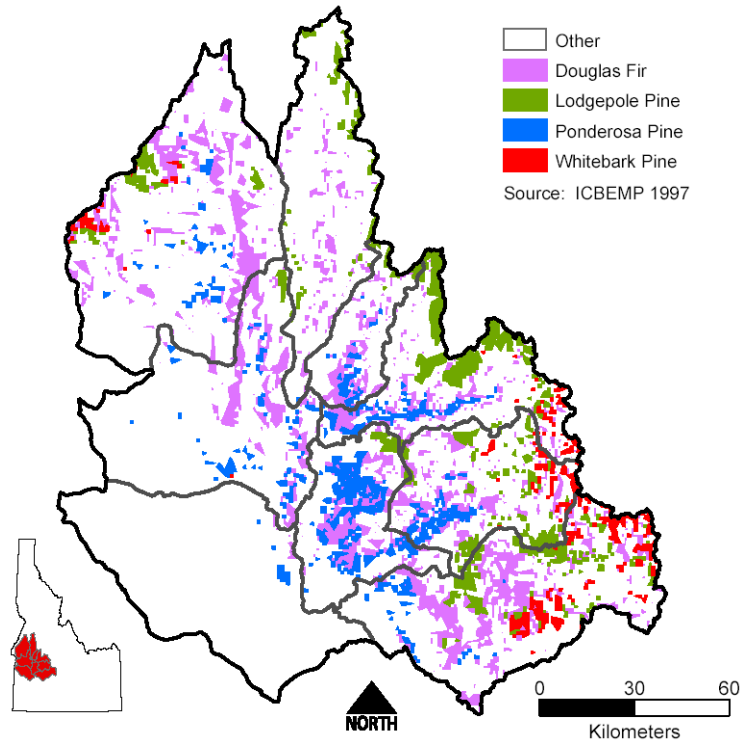 Other
Douglas Fir
Lodgepole Pine
Ponderosa Pine
Whitebark Pine
Source: ICBEMP 1997
NORTH
0 30 60
Kilometers